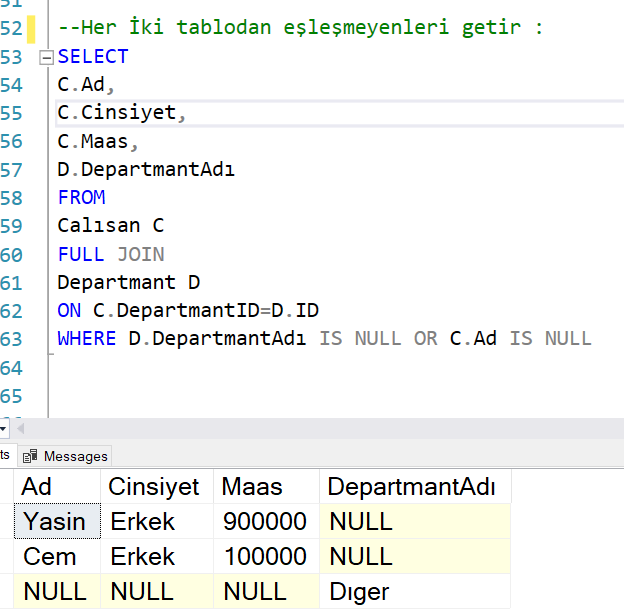 52 --Her İki tablodan eşleşmeyenleri getir :
53 SELECT
54 C.Ad,
55 C.Cinsiyet,
56 C.Maas,
57 D.DepartmantAdı
58 FROM
59 Calısan C
60 FULL JOIN
61 Departmant D
62 ON C.DepartmantID=D.ID
63 WHERE D.DepartmantAdı IS NULL OR C.Ad IS NULL
64
65
ts Messages
Ad Cinsiyet Maas DepartmantAdı
Yasin Erkek 900000 NULL
Cem Erkek 100000 NULL
NULL NULL NULL Dıger